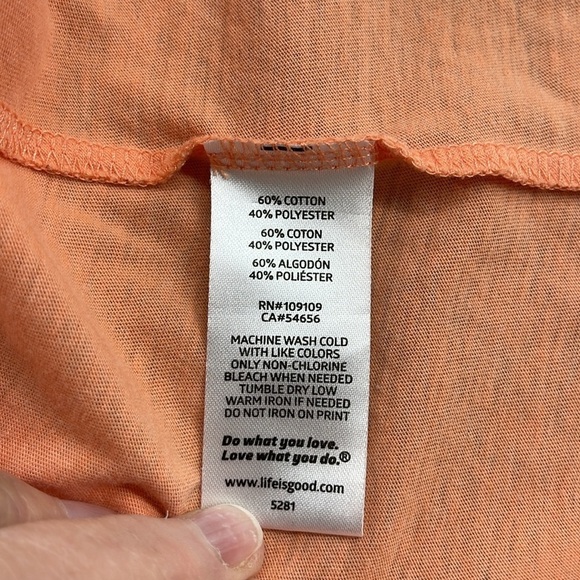 60% COTTON
40% POLYESTER
60% COTON
40% POLYESTER
60% ALGODÓN
40% POLIÉSTER
RN#109109
CA#54656
MACHINE WASH COLD
WITH LIKE COLORS
ONLY NON-CHLORINE
BLEACH WHEN NEEDED
TUMBLE DRY LOW
WARM IRON IF NEEDED
DO NOT IRON ON PRINT
Do what you love.
Love what you do.®
www.lifeisgood.com
5281